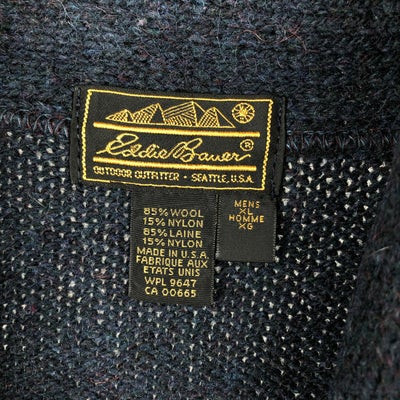 Eddie Bauer®
OUTDOOR OUTFITTER • SEATTLE, U.S.A.
MENS
XL
HOMME
XG
85% WOOL
15% NYLON
85% LAINE
15% NYLON
MADE IN U.S.A.
FABRIQUE AUX
ETATS UNIS
WPL 9647
CA 00665